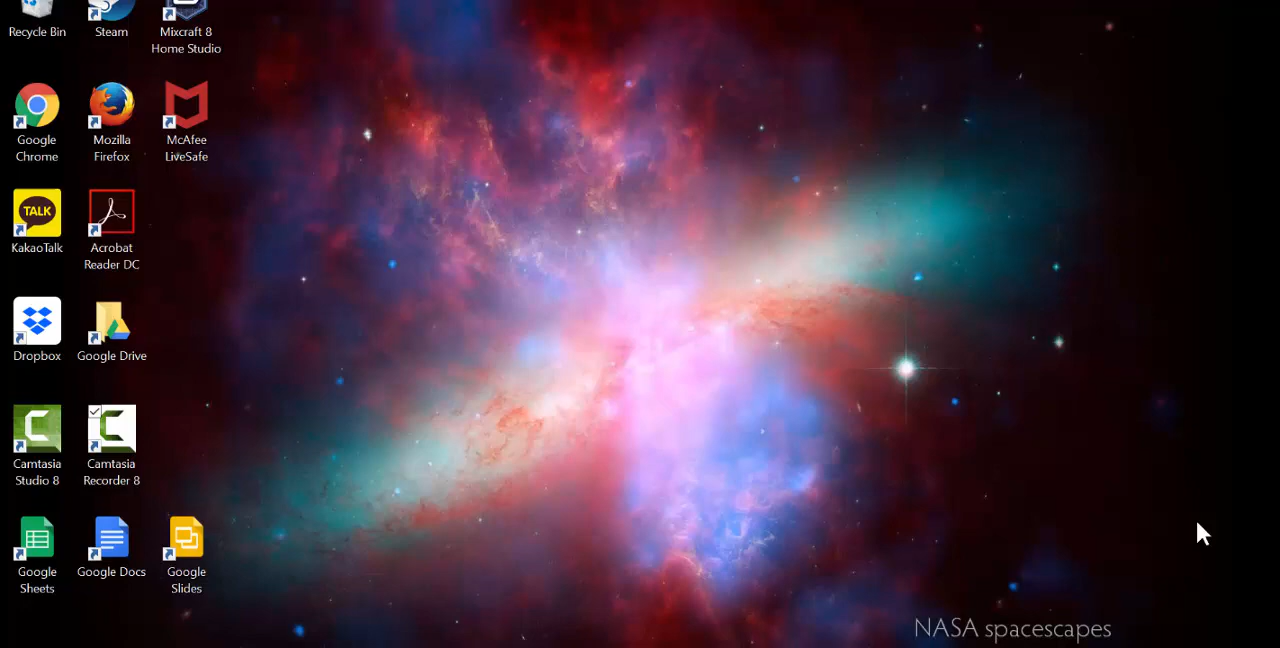 Recycle Bin
Steam
Mixcraft 8
Home Studio
Google
Chrome
Mozilla
Firefox
McAfee
LiveSafe
TALK
KakaoTalk
Acrobat
Reader DC
Dropbox
Google Drive
Camtasia
Studio 8
Camtasia
Recorder 8
Google
Sheets
Google Docs
Google
Slides
NASA spacescapes